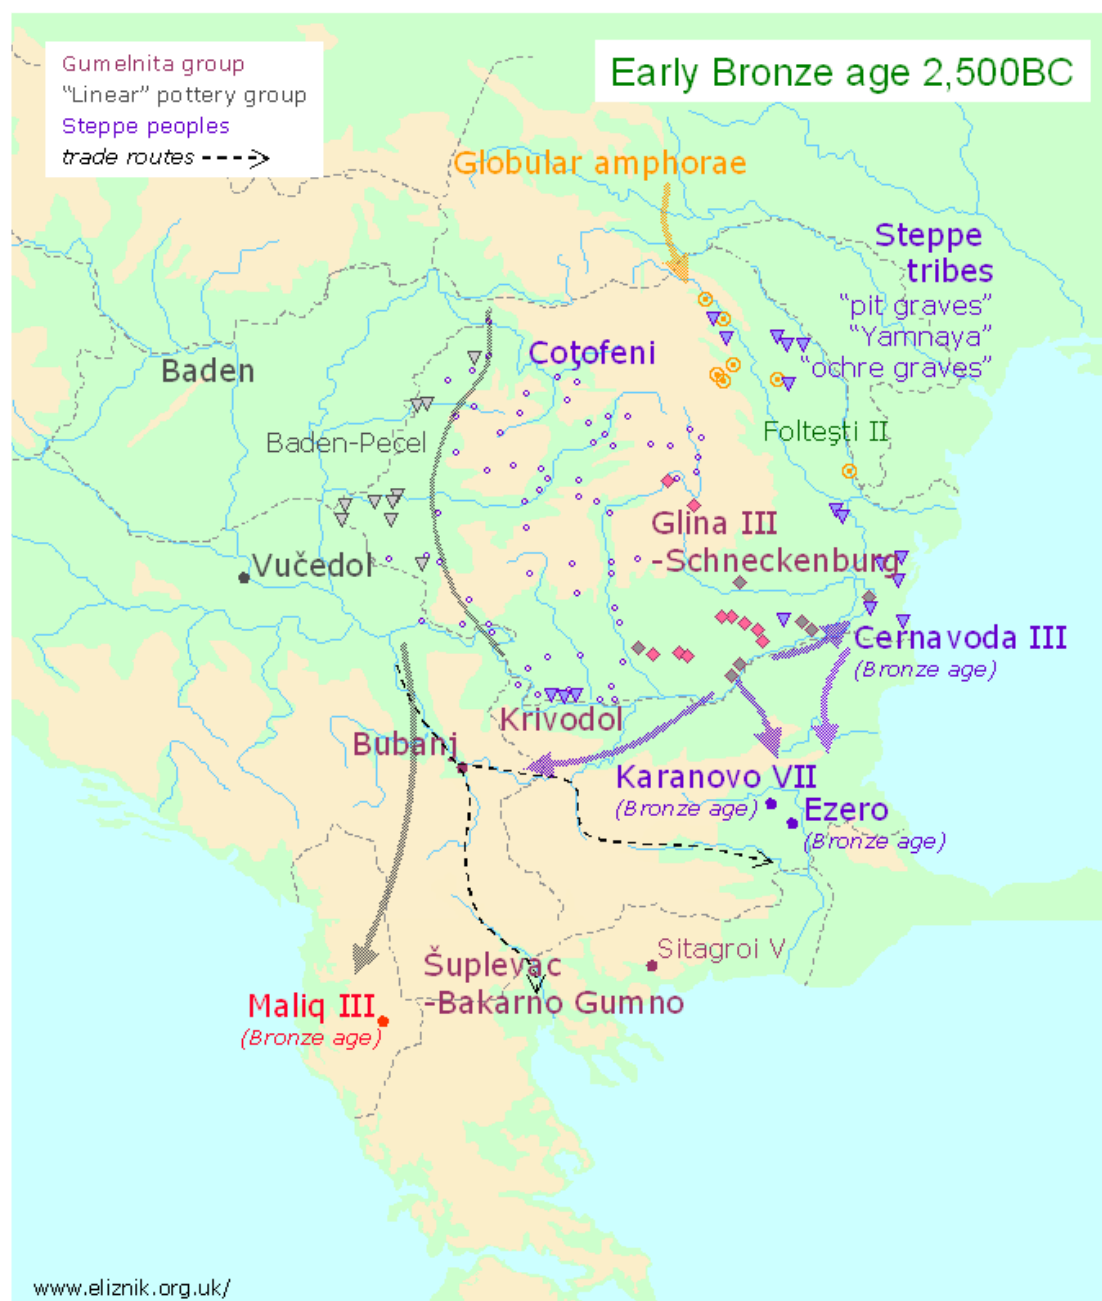 Gumelnita group
“Linear” pottery group
Steppe peoples
trade routes
Early Bronze age 2,500BC
Globular amphorae
Steppe
tribes
“pit graves”
“Yamnaya”
“ochre graves”
Coţofeni
Baden
Baden-Pecel
Folteşti II
Glina III
-Schneckenburg
Vučedol
Cernavoda III
(Bronze age)
Krivodol
Bubanj
Karanovo VII
(Bronze age)
Ezero
(Bronze age)
Sitagroi V
Šuplevac
-Bakarno Gumno
Maliq III
(Bronze age)
www.eliznik.org.uk/